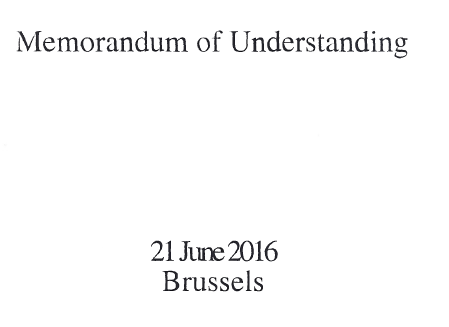 Memorandum of Understanding
21 June 2016
Brussels